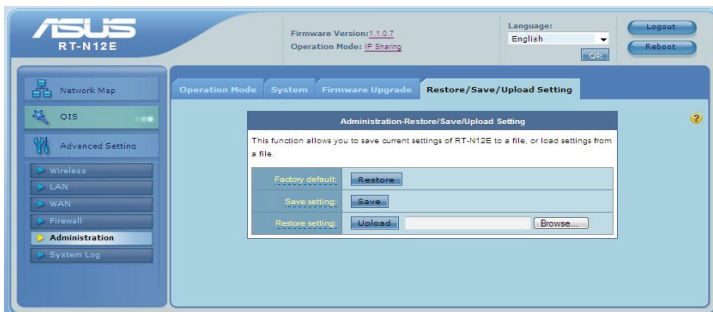 ASUS
RT-N12E
Firmware Version:1.1.0.7
Operation Mode: IP Sharing
Language:
English
OK
Logout
Reboot
Network Map
QIS
Advanced Setting
Wireless
LAN
WAN
Firewall
Administration
System Log
Operation Mode System Firmware Upgrade Restore/Save/Upload Setting
Administration-Restore/Save/Upload Setting
This function allows you to save current settings of RT-N12E to a file, or load settings from
a file.
Factory default: Restore
Save setting: Save
Restore setting: Upload Browse...
?